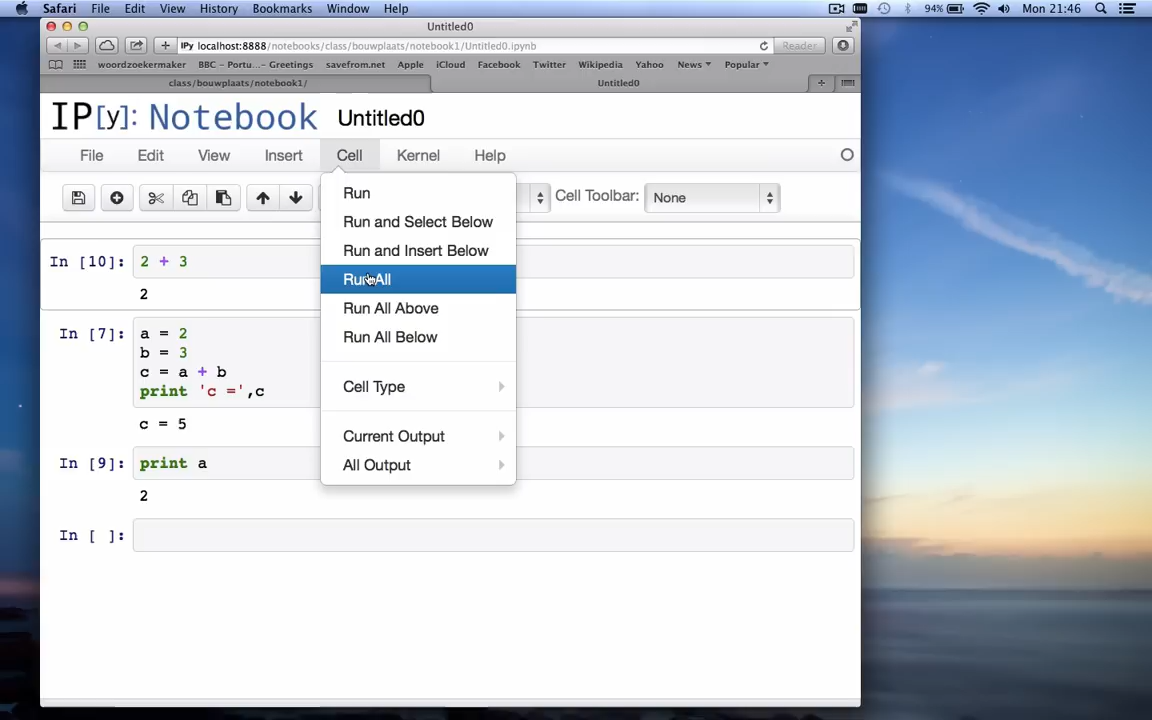 Safari File Edit View History Bookmarks Window Help 94% Mon 21:46
Untitled0
IPy localhost:8888/notebooks/class/bouwplaats/notebook1/Untitled0.ipynb Reader
woordzoekermaker BBC – Portu... – Greetings savefrom.net Apple iCloud Facebook Twitter Wikipedia Yahoo News Popular
class/bouwplaats/notebook1/ Untitled0
IP[y]: Notebook Untitled0
File Edit View Insert Cell Kernel Help
Cell Toolbar: None
Run
Run and Select Below
Run and Insert Below
Run All
Run All Above
Run All Below
Cell Type
Current Output
All Output
In [10]: 2 + 3
2
In [7]: a = 2
b = 3
c = a + b
print 'c =',c
c = 5
In [9]: print a
2
In [ ]: